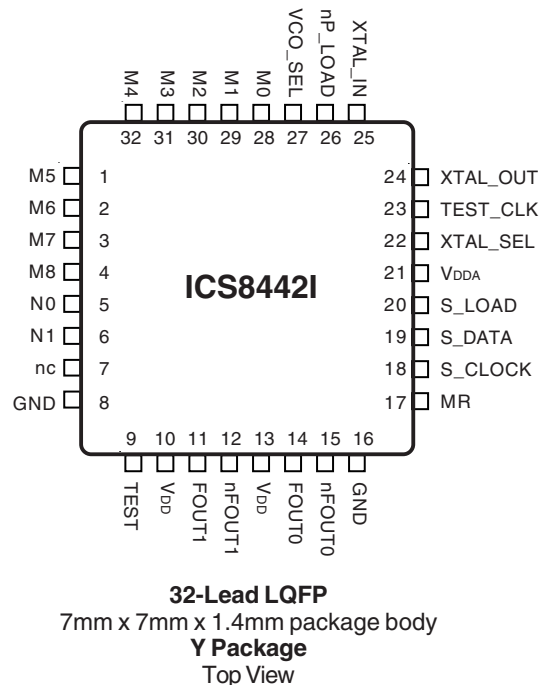 M4 M3 M2 M1 M0 VCO_SEL nP_LOAD XTAL_IN
32 31 30 29 28 27 26 25
M5 1
M6 2
M7 3
M8 4
N0 5
N1 6
nc 7
GND 8
ICS8442I
24 XTAL_OUT
23 TEST_CLK
22 XTAL_SEL
21 VDDA
20 S_LOAD
19 S_DATA
18 S_CLOCK
17 MR
9 10 11 12 13 14 15 16
TEST VDD FOUT1 nFOUT1 VDD FOUT0 nFOUT0 GND
32-Lead LQFP
7mm x 7mm x 1.4mm package body
Y Package
Top View